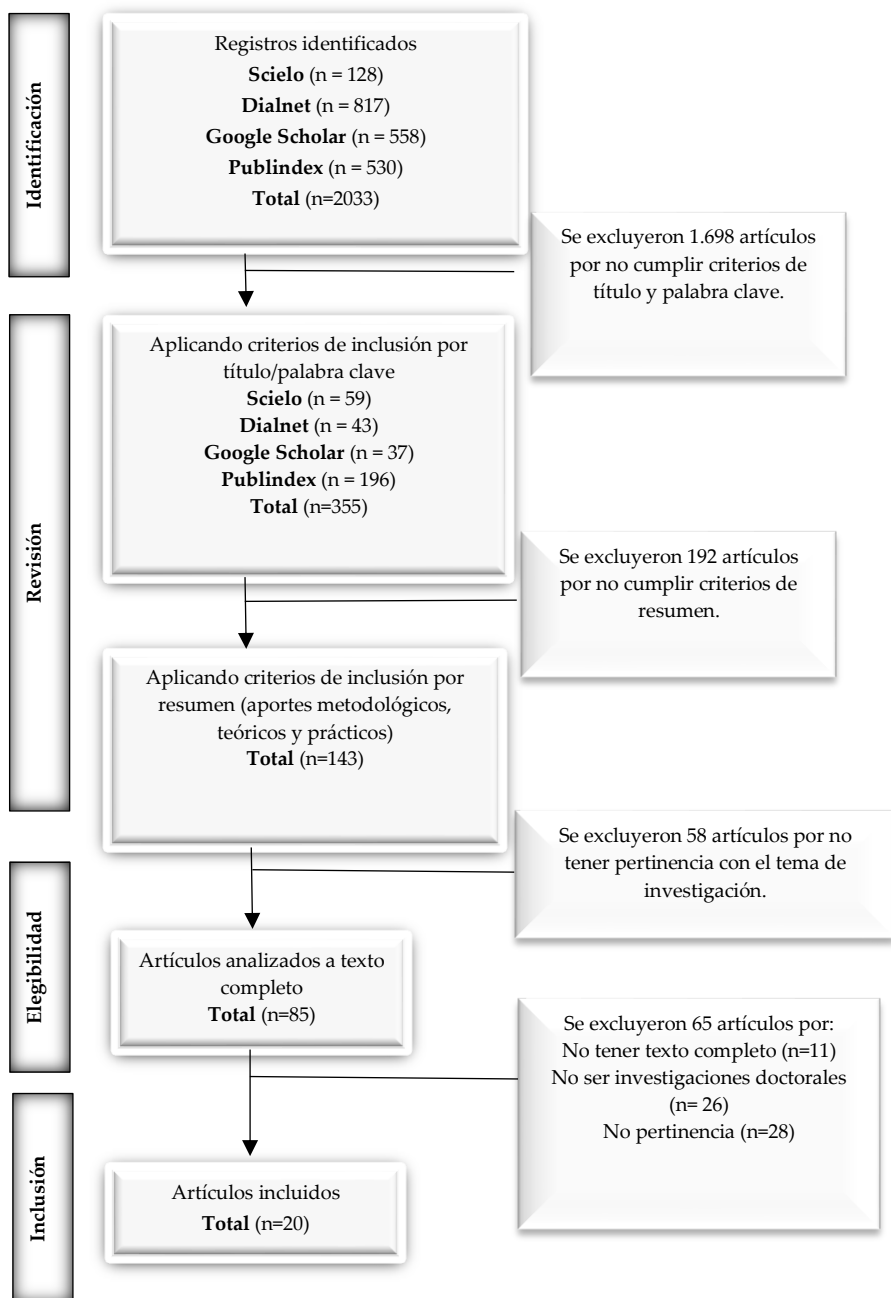 Identificación
Registros identificados
Scielo (n = 128)
Dialnet (n = 817)
Google Scholar (n = 558)
Publindex (n = 530)
Total (n=2033)
Se excluyeron 1.698 artículos
por no cumplir criterios de
título y palabra clave.
Revisión
Aplicando criterios de inclusión por
título/palabra clave
Scielo (n = 59)
Dialnet (n = 43)
Google Scholar (n = 37)
Publindex (n = 196)
Total (n=355)
Se excluyeron 192 artículos
por no cumplir criterios de
resumen.
Aplicando criterios de inclusión por
resumen (aportes metodológicos,
teóricos y prácticos)
Total (n=143)
Se excluyeron 58 artículos por no
tener pertinencia con el tema de
investigación.
Elegibilidad
Artículos analizados a texto
completo
Total (n=85)
Se excluyeron 65 artículos por:
No tener texto completo (n=11)
No ser investigaciones doctorales
(n= 26)
No pertinencia (n=28)
Inclusión
Artículos incluidos
Total (n=20)